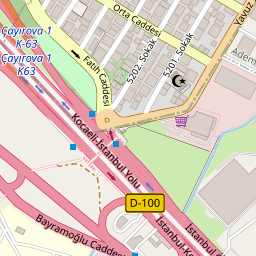 Orta Caddesi
Yavuz
Çayırova 1
K-63
Çayırova 1
K63
Fatih Caddesi
5202. Sokak
5201. Sokak
Adem
Kocaeli-İstanbul Yolu
D-100
Bayramoğlu Caddesi
İstanbul-Ko
İstanbul